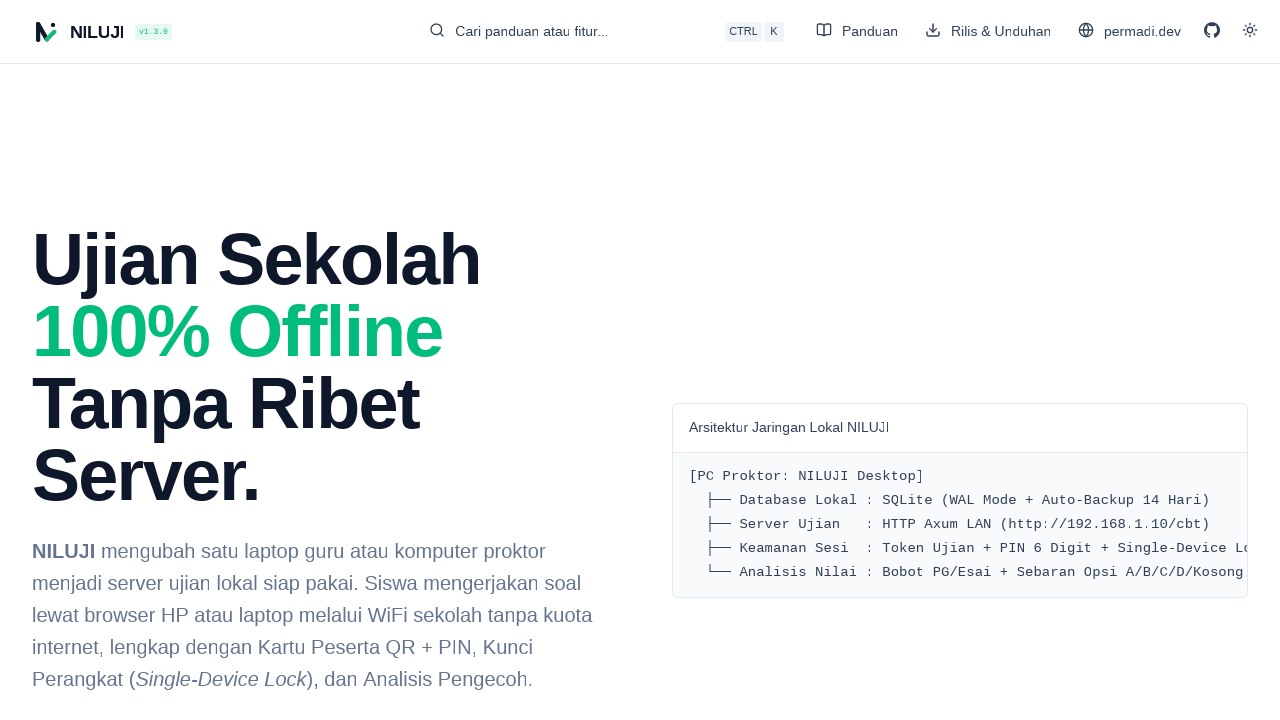 NILUJI v1.3.0
Cari panduan atau fitur...
CTRL K
Panduan
Rilis & Unduhan
permadi.dev
Ujian Sekolah
100% Offline
Tanpa Ribet
Server.
NILUJI mengubah satu laptop guru atau komputer proktor
menjadi server ujian lokal siap pakai. Siswa mengerjakan soal
lewat browser HP atau laptop melalui WiFi sekolah tanpa kuota
internet, lengkap dengan Kartu Peserta QR + PIN, Kunci
Perangkat (Single-Device Lock), dan Analisis Pengecoh.
Arsitektur Jaringan Lokal NILUJI
[PC Proktor: NILUJI Desktop]
├── Database Lokal : SQLite (WAL Mode + Auto-Backup 14 Hari)
├── Server Ujian   : HTTP Axum LAN (http://192.168.1.10/cbt)
├── Keamanan Sesi  : Token Ujian + PIN 6 Digit + Single-Device Lo
└── Analisis Nilai : Bobot PG/Esai + Sebaran Opsi A/B/C/D/Kosong